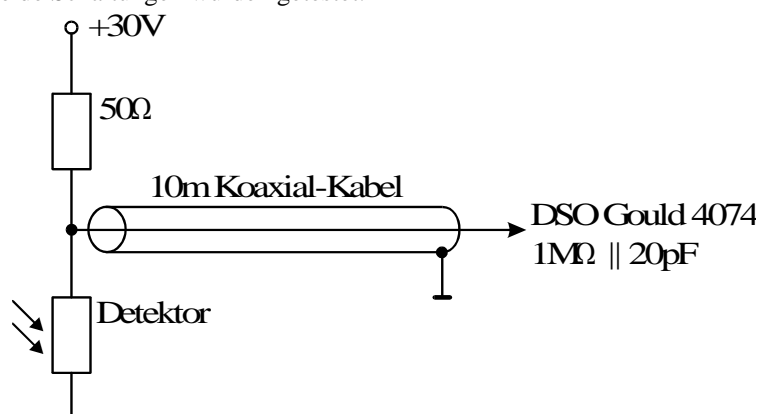 +30V
50Ω
10m Koaxial-Kabel
DSO Gould 4074
1MΩ || 20pF
Detektor